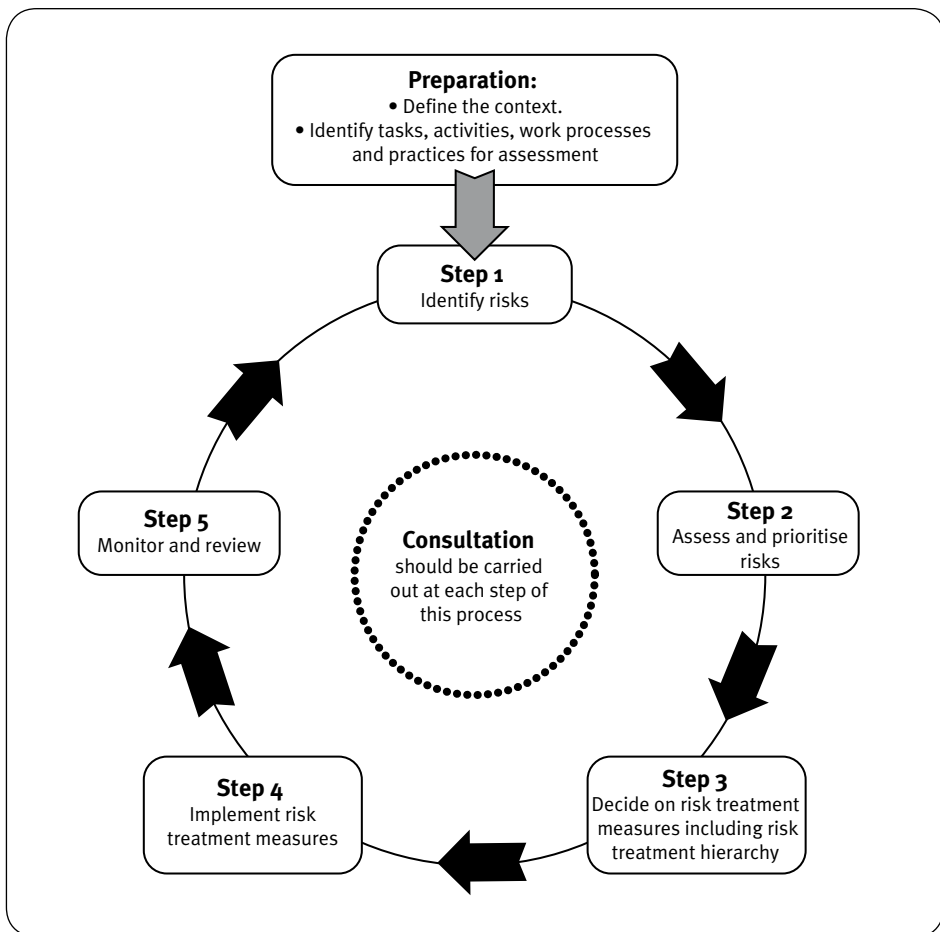 Preparation:
• Define the context.
• Identify tasks, activities, work processes
and practices for assessment
Step 1
Identify risks
Step 2
Assess and prioritise
risks
Step 3
Decide on risk treatment
measures including risk
treatment hierarchy
Step 4
Implement risk
treatment measures
Step 5
Monitor and review
Consultation
should be carried
out at each step of
this process